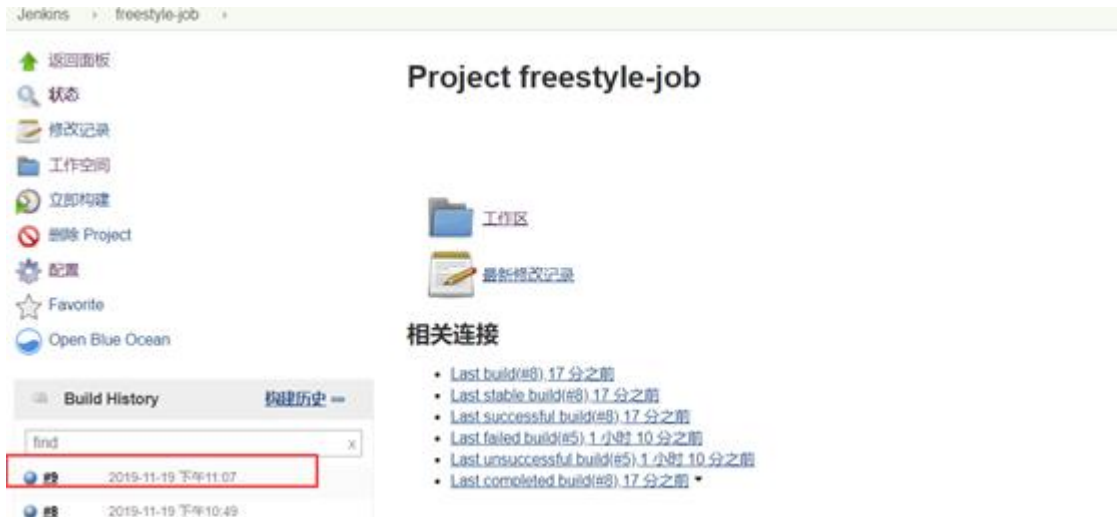 Jenkins › freestyle-job ›
返回面板
状态
修改记录
工作空间
立即构建
删除 Project
配置
Favorite
Open Blue Ocean
Build History 构建历史
find x
#9 2019-11-19 下午11:07
#8 2019-11-19 下午10:49
Project freestyle-job
工作区
最新修改记录
相关连接
• Last build(#8),17 分之前
• Last stable build(#8),17 分之前
• Last successful build(#8),17 分之前
• Last failed build(#5),1 小时 10 分之前
• Last unsuccessful build(#5),1 小时 10 分之前
• Last completed build(#8),17 分之前